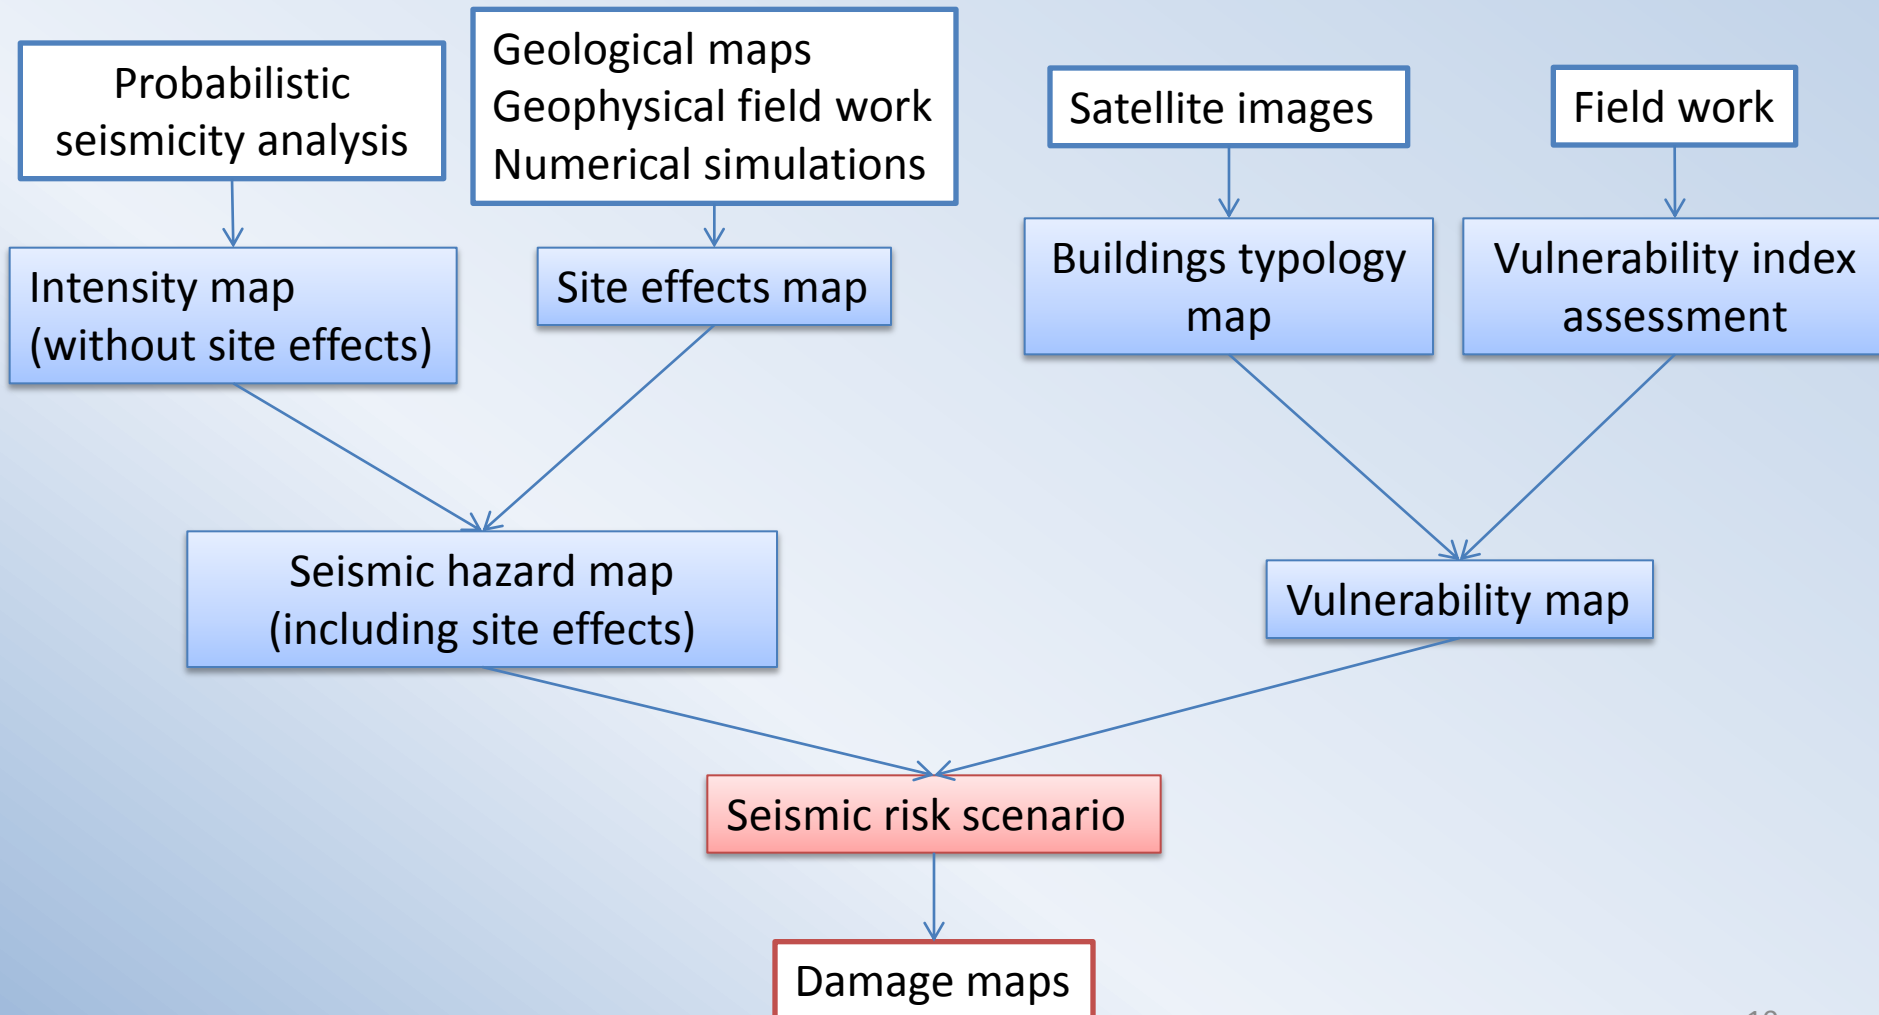 Probabilistic
seismicity analysis
Geological maps
Geophysical field work
Numerical simulations
Satellite images
Field work
Intensity map
(without site effects)
Site effects map
Buildings typology
map
Vulnerability index
assessment
Seismic hazard map
(including site effects)
Vulnerability map
Seismic risk scenario
Damage maps